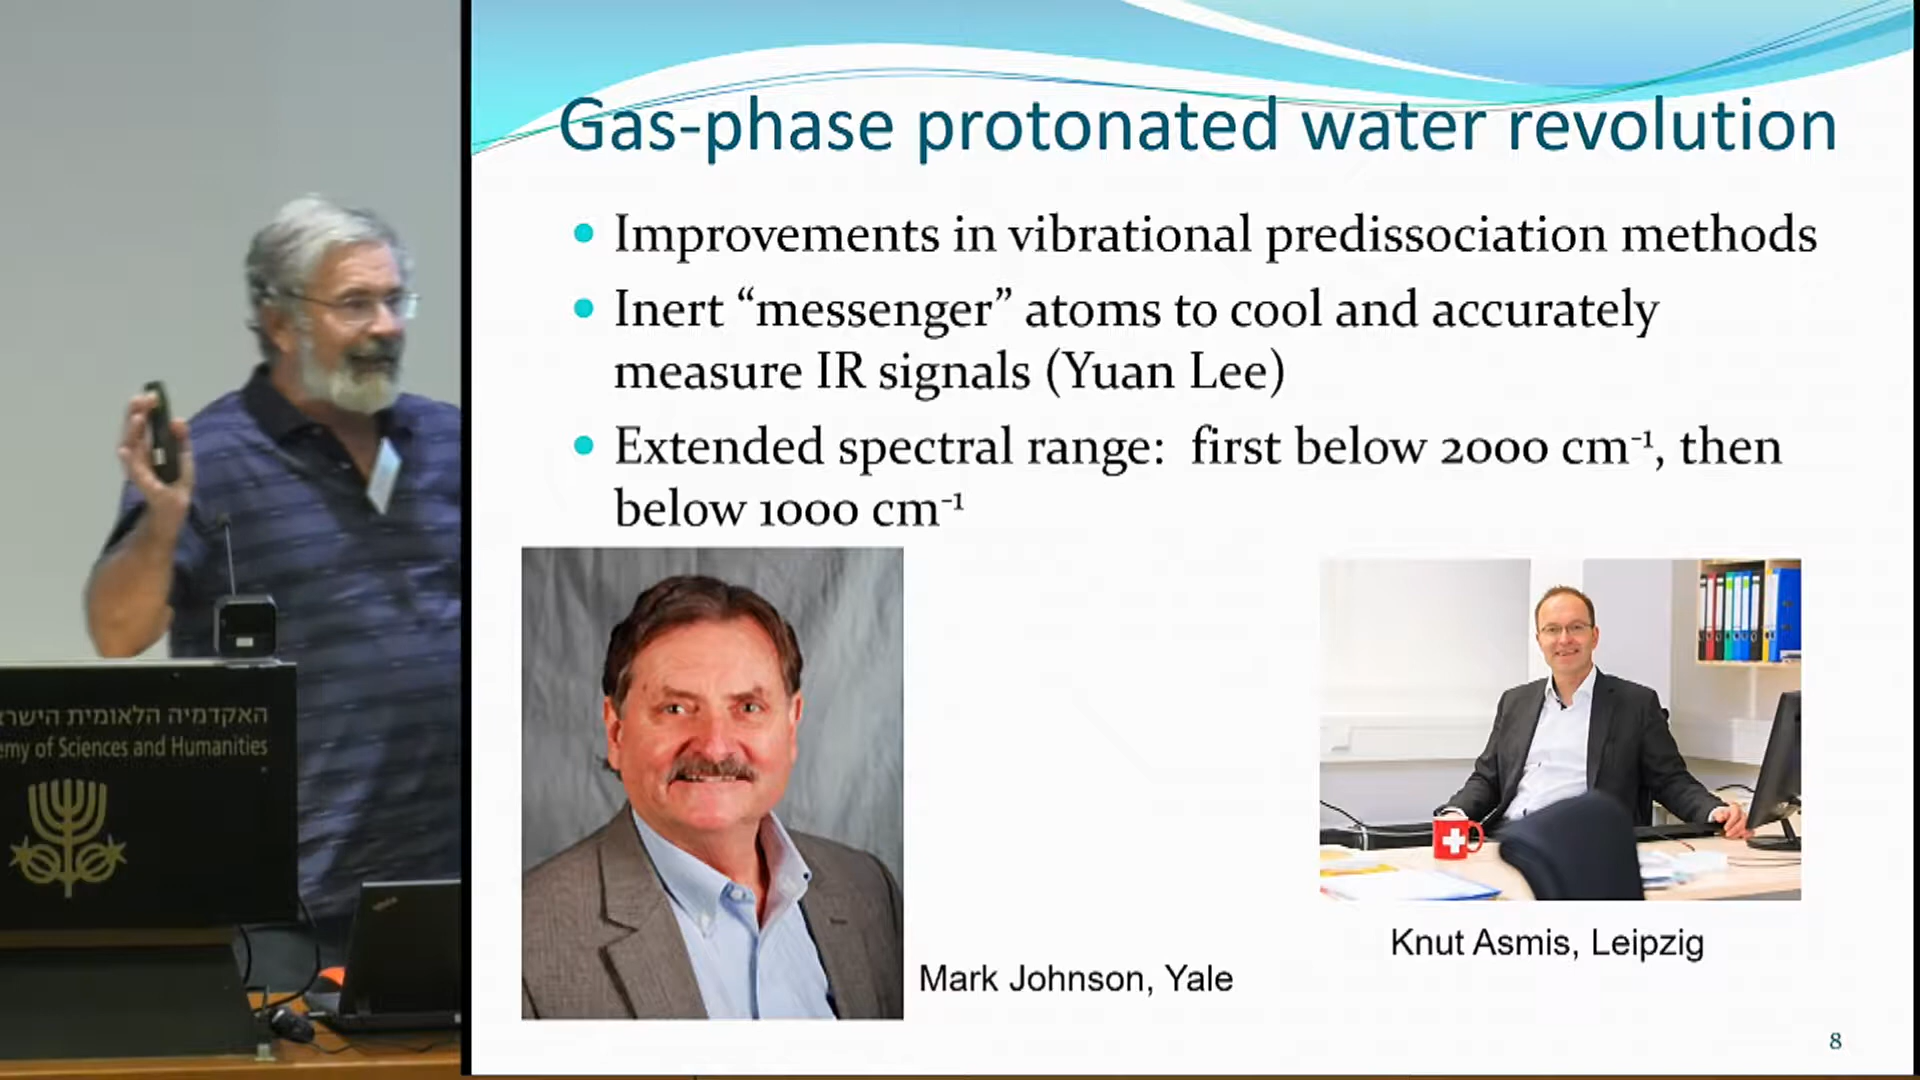 Gas-phase protonated water revolution
• Improvements in vibrational predissociation methods
• Inert “messenger” atoms to cool and accurately
measure IR signals (Yuan Lee)
• Extended spectral range: first below 2000 cm⁻¹, then
below 1000 cm⁻¹
Mark Johnson, Yale
Knut Asmis, Leipzig
8
האקדמיה הלאומית
of Sciences and Humanities